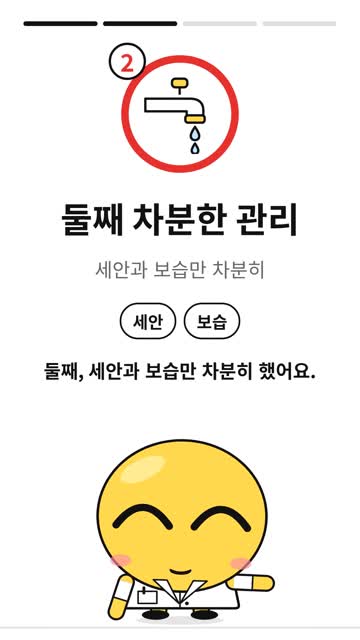 2
둘째 차분한 관리
세안과 보습만 차분히
세안 보습
둘째, 세안과 보습만 차분히 했어요.